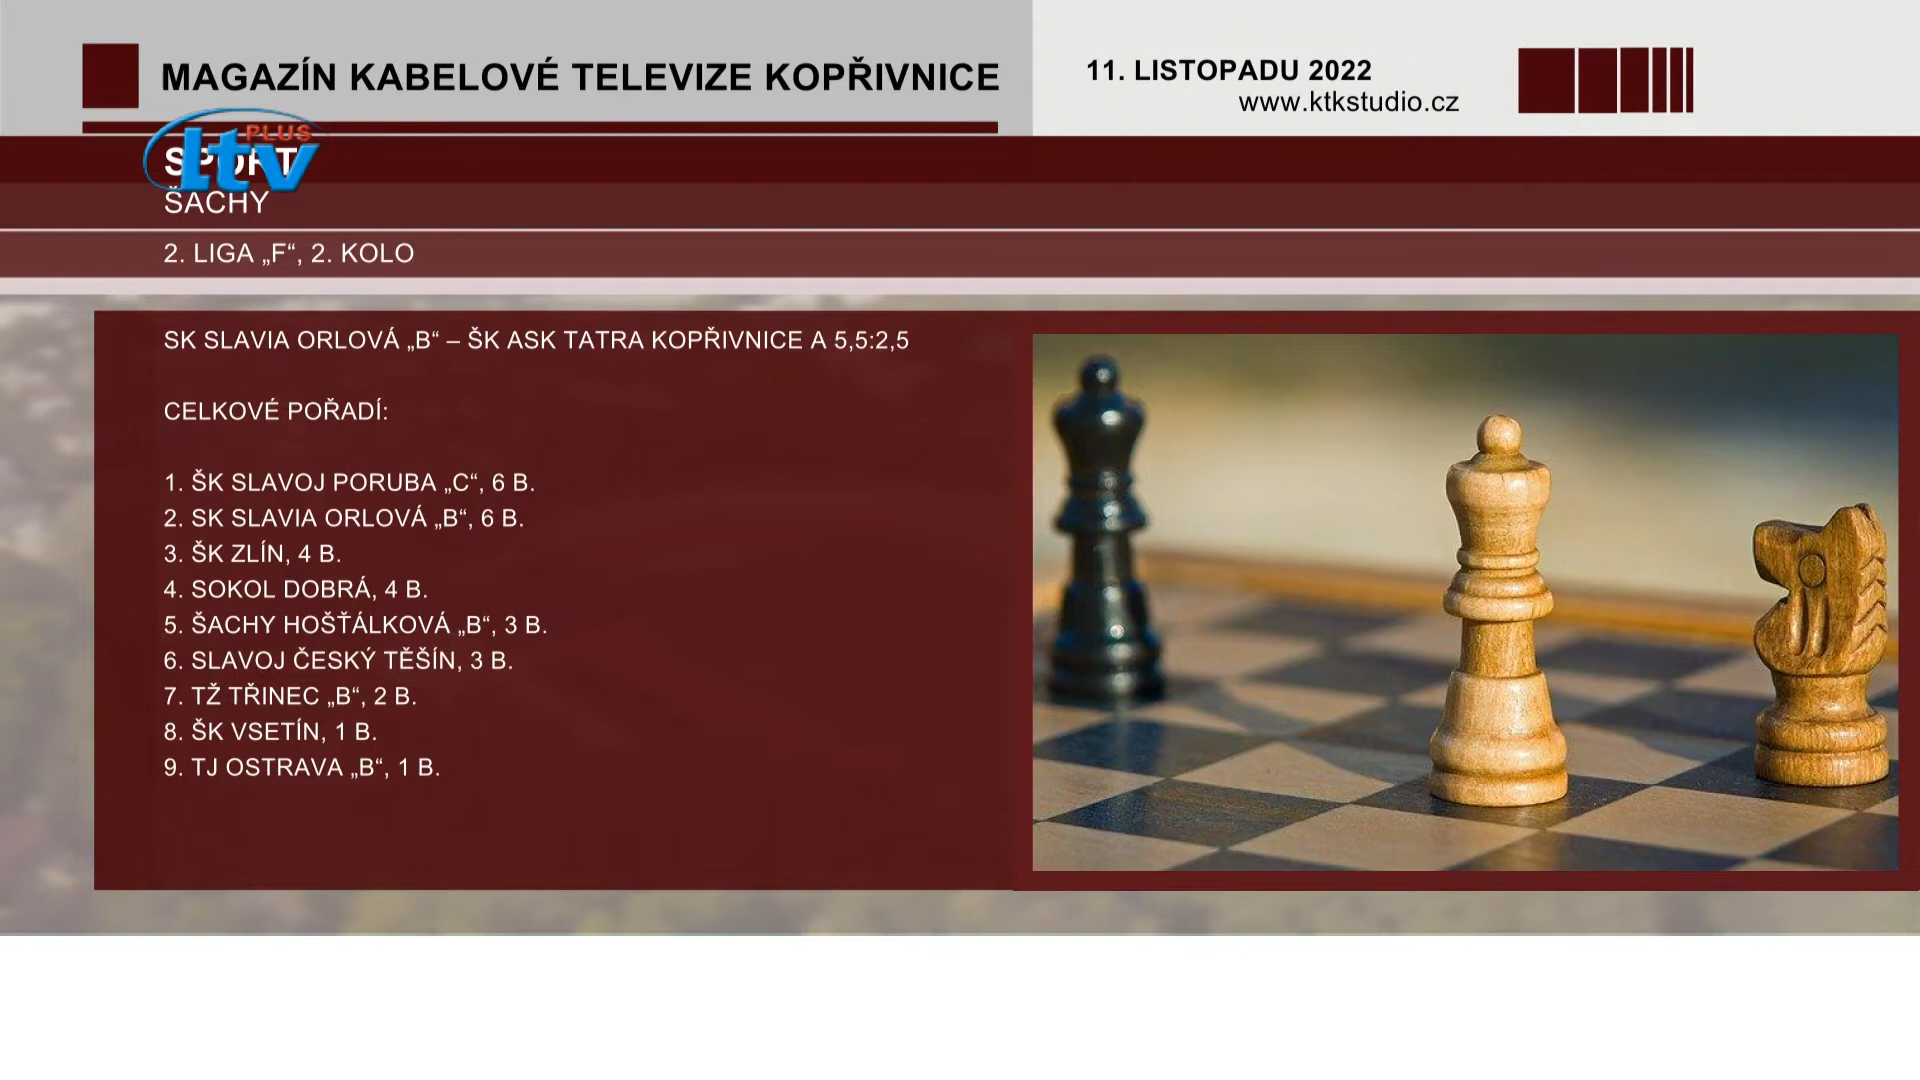 MAGAZÍN KABELOVÉ TELEVIZE KOPŘIVNICE
11. LISTOPADU 2022
www.ktkstudio.cz
PLUS
ltv
SPORT
ŠACHY
2. LIGA „F“, 2. KOLO
SK SLAVIA ORLOVÁ „B“ – ŠK ASK TATRA KOPŘIVNICE A 5,5:2,5
CELKOVÉ POŘADÍ:
1. ŠK SLAVOJ PORUBA „C“, 6 B.
2. SK SLAVIA ORLOVÁ „B“, 6 B.
3. ŠK ZLÍN, 4 B.
4. SOKOL DOBRÁ, 4 B.
5. ŠACHY HOŠŤÁLKOVÁ „B“, 3 B.
6. SLAVOJ ČESKÝ TĚŠÍN, 3 B.
7. TŽ TŘINEC „B“, 2 B.
8. ŠK VSETÍN, 1 B.
9. TJ OSTRAVA „B“, 1 B.